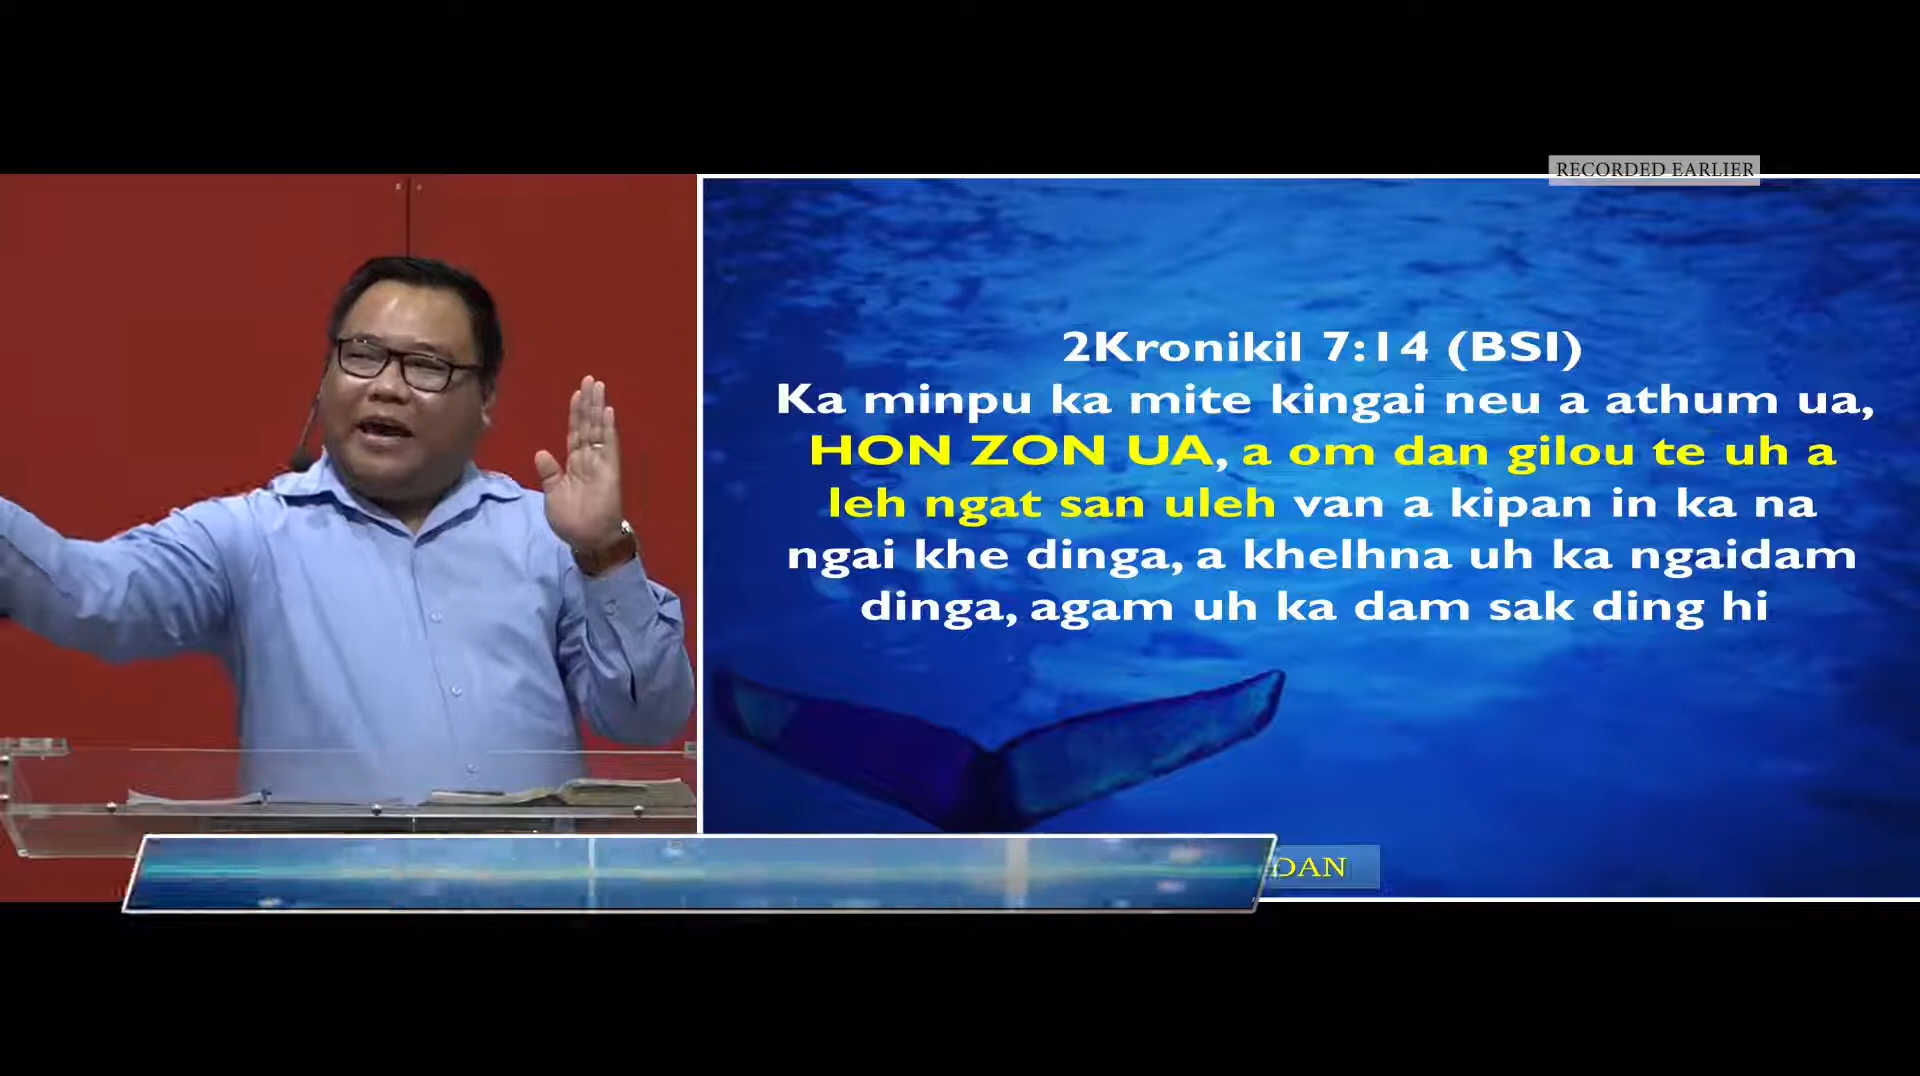 RECORDED EARLIER
2Kronikil 7:14 (BSI)
Ka minpu ka mite kingai neu a athum ua,
HON ZON UA, a om dan gilou te uh a
leh ngat san uleh van a kipan in ka na
ngai khe dinga, a khelhna uh ka ngaidam
dinga, agam uh ka dam sak ding hi
DAN